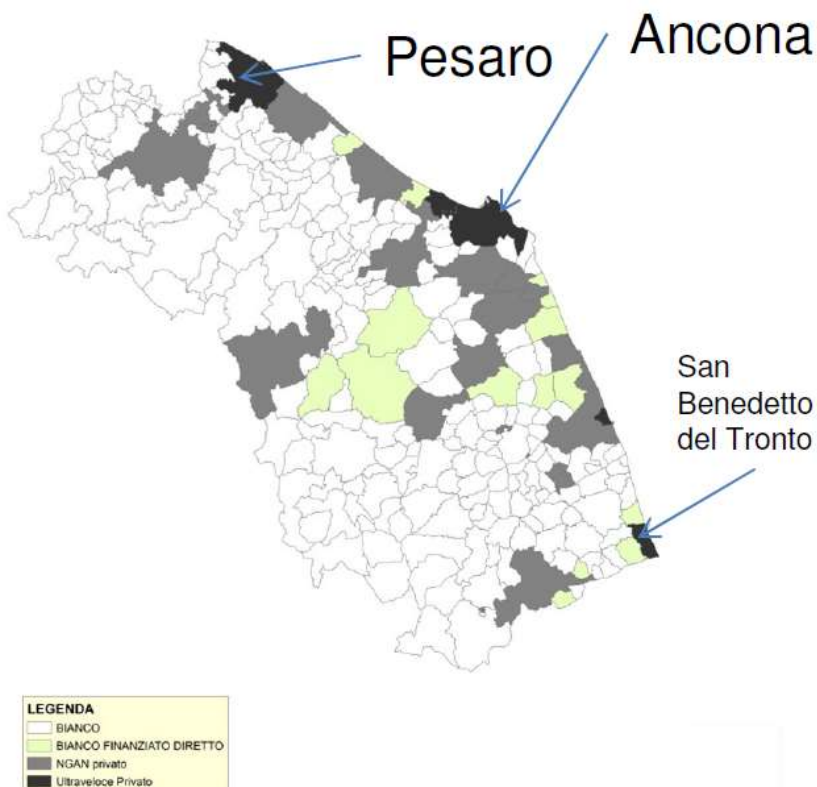 Pesaro
Ancona
San
Benedetto
del Tronto
LEGENDA
BIANCO
BIANCO FINANZIATO DIRETTO
NGAN privato
Ultraveloce Privato